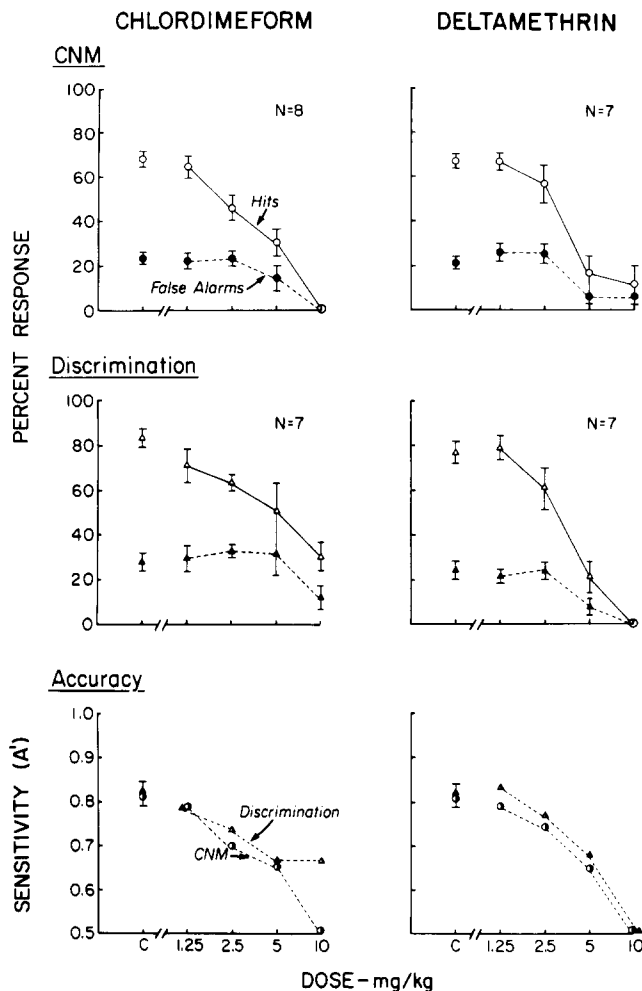 CHLORDIMEFORM DELTAMETHRIN
CNM
100
80
60
40
20
0
N=8
Hits
False Alarms
N=7
PERCENT RESPONSE
Discrimination
100
80
60
40
20
0
N=7
N=7
Accuracy
1.0
0.9
0.8
0.7
0.6
0.5
SENSITIVITY (A')
Discrimination
CNM
C 1.25 2.5 5 10
C 1.25 2.5 5 10
DOSE-mg/kg